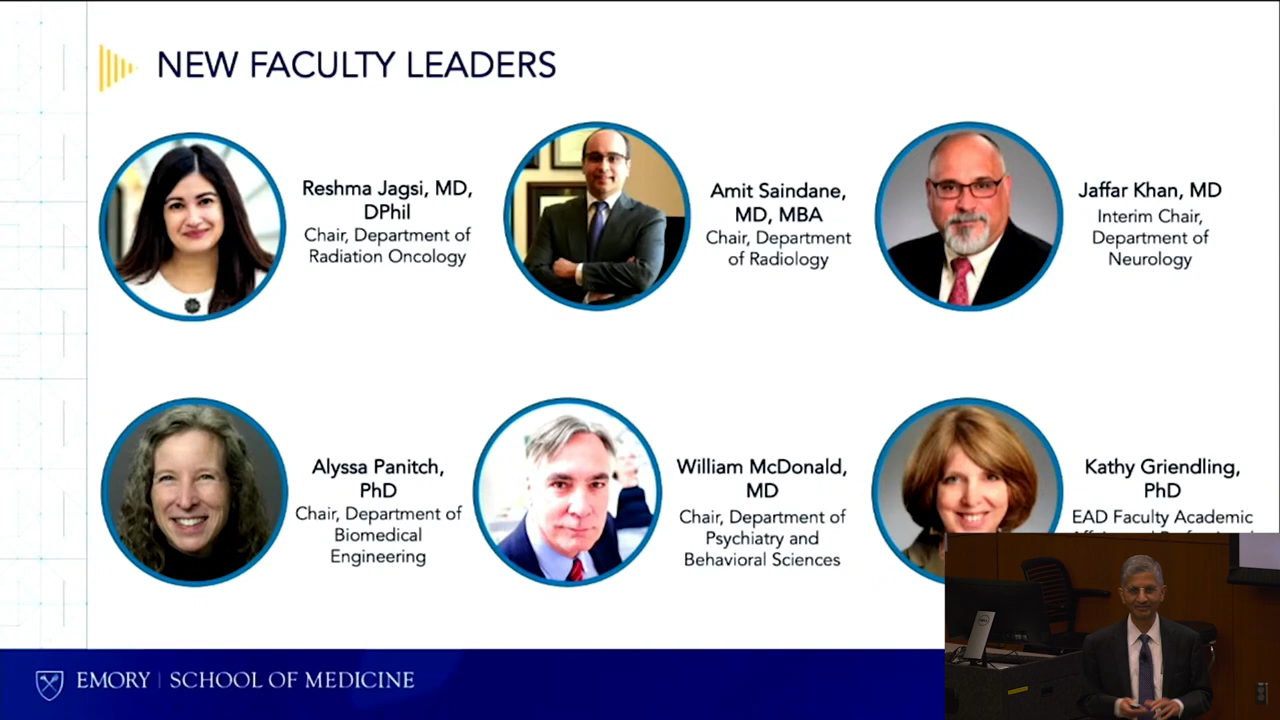 NEW FACULTY LEADERS
Reshma Jagsi, MD,
DPhil
Chair, Department of
Radiation Oncology
Amit Saindane,
MD, MBA
Chair, Department
of Radiology
Jaffar Khan, MD
Interim Chair,
Department of
Neurology
Alyssa Panitch,
PhD
Chair, Department of
Biomedical
Engineering
William McDonald,
MD
Chair, Department of
Psychiatry and
Behavioral Sciences
Kathy Griendling,
PhD
EAD Faculty Academic
EMORY | SCHOOL OF MEDICINE